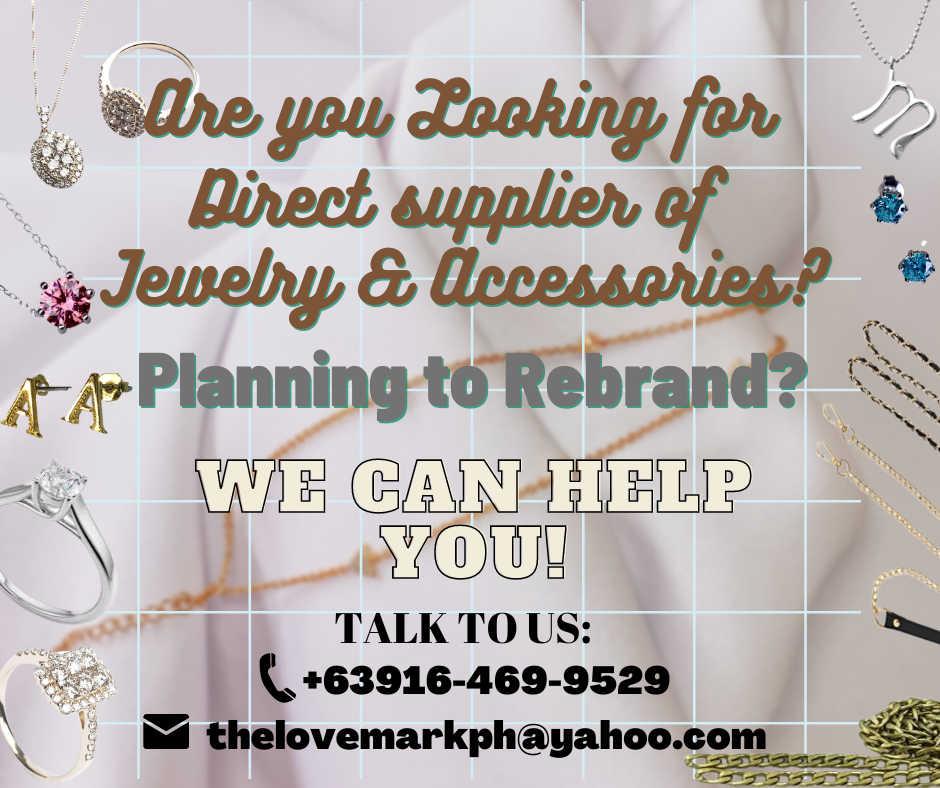 Are you Looking for
Direct supplier of
Jewelry & Accessories?
Planning to Rebrand?
WE CAN HELP
YOU!
TALK TO US:
+63916-469-9529
thelovemarkph@yahoo.com